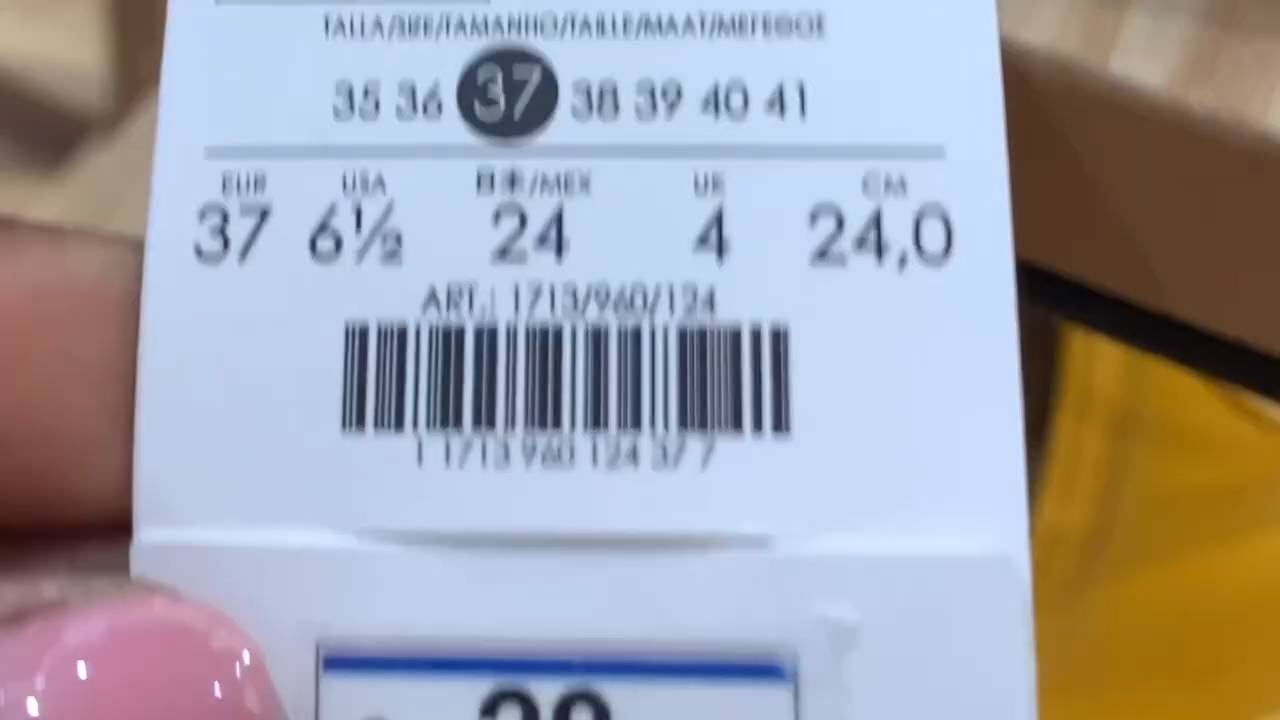 TALLA/SIZE/TAMANHO/TAILLE/MAAT/ΜΕΓΕΘΟΣ
35 36 37 38 39 40 41
EUR USA 日本/MEX UK CM
37 6½ 24 4 24,0
ART.: 1713/960/124
1 1713 960 124 37 7